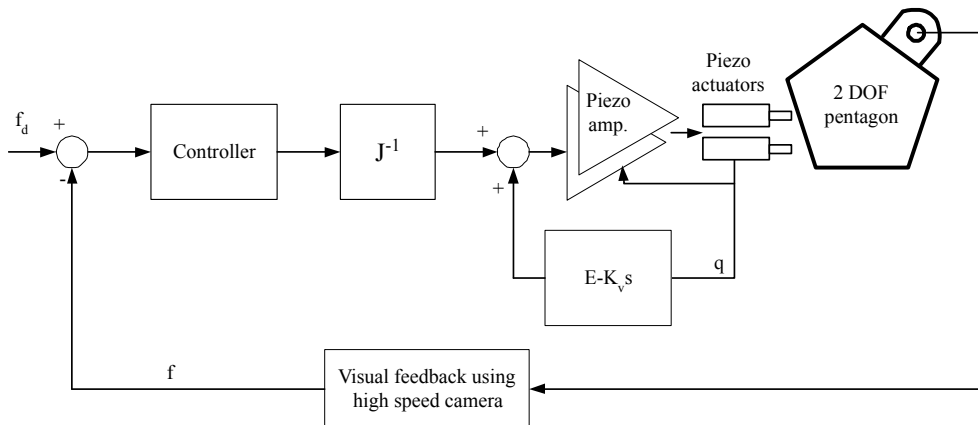 f_d
+
-
Controller
J^-1
+
+
Piezo
amp.
Piezo
actuators
2 DOF
pentagon
E-K_v s
q
f
Visual feedback using
high speed camera